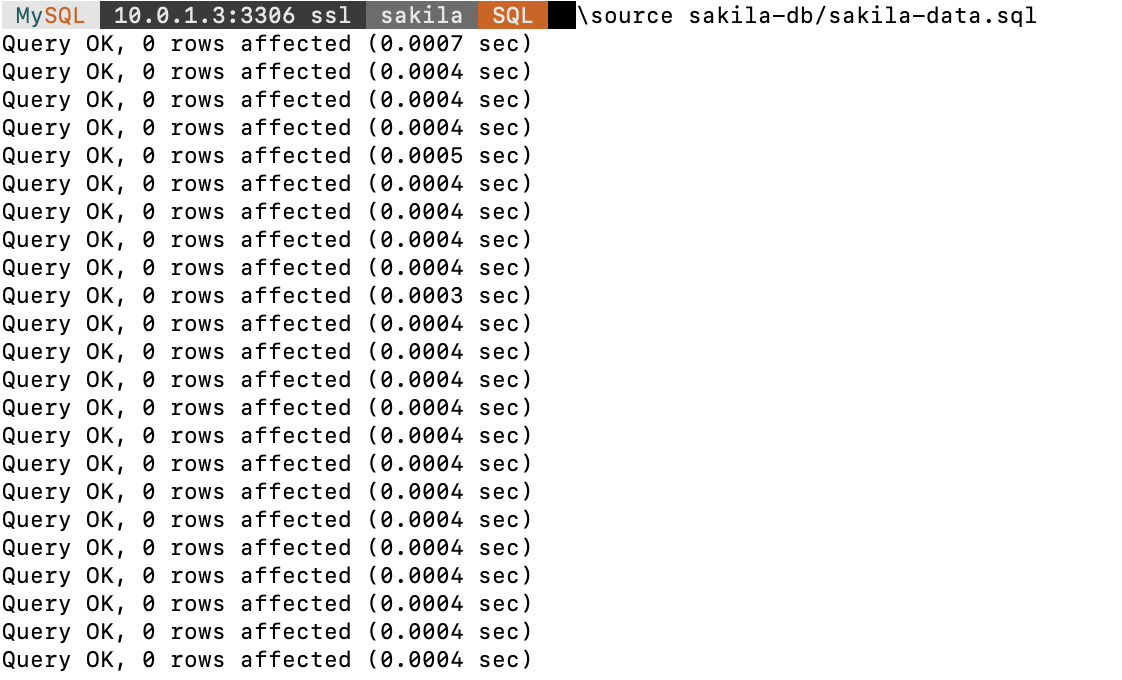 MySQL 10.0.1.3:3306 ssl sakila SQL \source sakila-db/sakila-data.sql
Query OK, 0 rows affected (0.0007 sec)
Query OK, 0 rows affected (0.0004 sec)
Query OK, 0 rows affected (0.0004 sec)
Query OK, 0 rows affected (0.0004 sec)
Query OK, 0 rows affected (0.0005 sec)
Query OK, 0 rows affected (0.0004 sec)
Query OK, 0 rows affected (0.0004 sec)
Query OK, 0 rows affected (0.0004 sec)
Query OK, 0 rows affected (0.0004 sec)
Query OK, 0 rows affected (0.0003 sec)
Query OK, 0 rows affected (0.0004 sec)
Query OK, 0 rows affected (0.0004 sec)
Query OK, 0 rows affected (0.0004 sec)
Query OK, 0 rows affected (0.0004 sec)
Query OK, 0 rows affected (0.0004 sec)
Query OK, 0 rows affected (0.0004 sec)
Query OK, 0 rows affected (0.0004 sec)
Query OK, 0 rows affected (0.0004 sec)
Query OK, 0 rows affected (0.0004 sec)
Query OK, 0 rows affected (0.0004 sec)
Query OK, 0 rows affected (0.0004 sec)
Query OK, 0 rows affected (0.0004 sec)
Query OK, 0 rows affected (0.0004 sec)